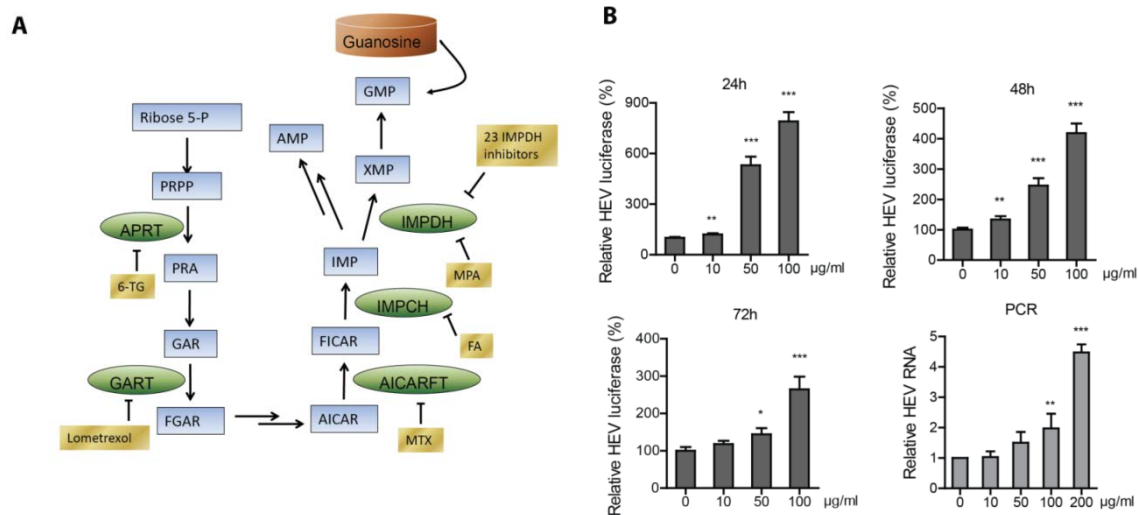 A
Guanosine
GMP
Ribose 5-P
AMP
23 IMPDH
inhibitors
XMP
PRPP
APRT
IMPDH
6-TG
PRA
IMP
MPA
IMPCH
GAR
FICAR
FA
GART
AICARFT
FGAR
AICAR
Lometrexol
MTX
B
24h
Relative HEV luciferase (%)
900
600
300
100
0
**
***
***
0 10 50 100 µg/ml
48h
Relative HEV luciferase (%)
500
400
300
200
100
0
**
***
***
0 10 50 100 µg/ml
72h
Relative HEV luciferase (%)
400
300
200
100
0
*
***
0 10 50 100 µg/ml
PCR
Relative HEV RNA
5
4
3
2
1
0
**
***
0 10 50 100 200 µg/ml